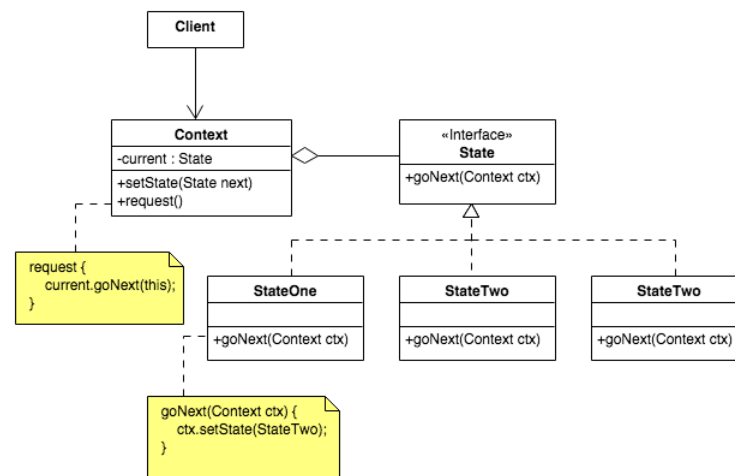 Client
Context
-current : State
+setState(State next)
+request()
«Interface»
State
+goNext(Context ctx)
request {
current.goNext(this);
}
StateOne
+goNext(Context ctx)
StateTwo
+goNext(Context ctx)
StateTwo
+goNext(Context ctx)
goNext(Context ctx) {
ctx.setState(StateTwo);
}